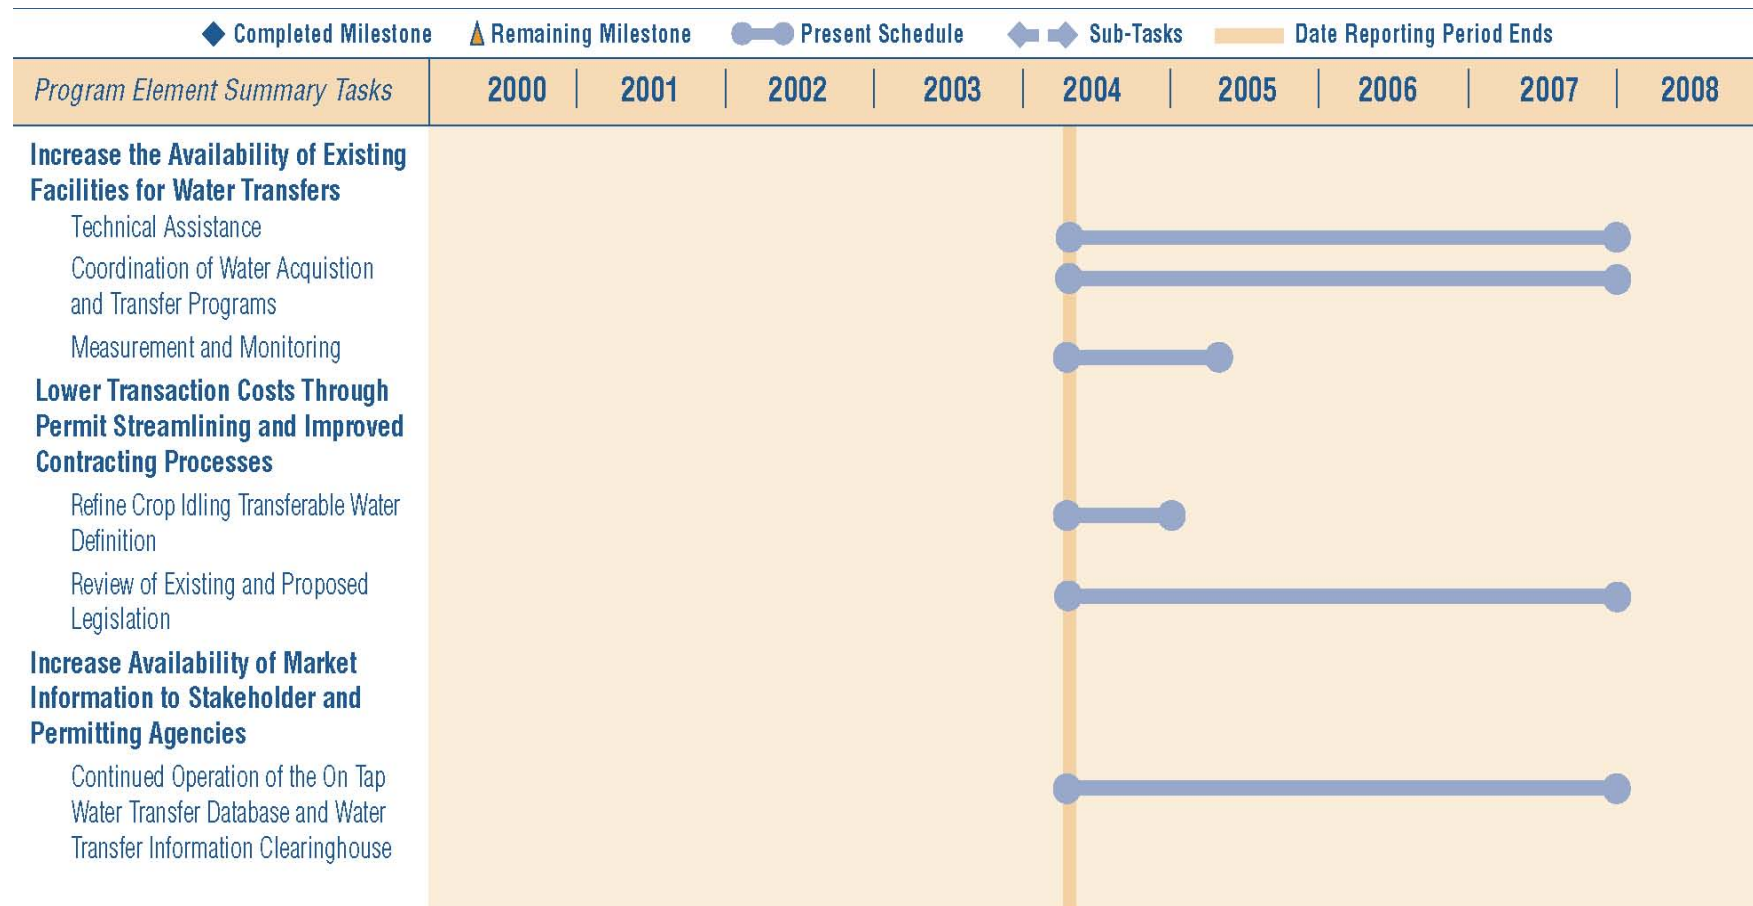 Completed Milestone Remaining Milestone Present Schedule Sub-Tasks Date Reporting Period Ends
Program Element Summary Tasks 2000 2001 2002 2003 2004 2005 2006 2007 2008
Increase the Availability of Existing
Facilities for Water Transfers
Technical Assistance
Coordination of Water Acquistion
and Transfer Programs
Measurement and Monitoring
Lower Transaction Costs Through
Permit Streamlining and Improved
Contracting Processes
Refine Crop Idling Transferable Water
Definition
Review of Existing and Proposed
Legislation
Increase Availability of Market
Information to Stakeholder and
Permitting Agencies
Continued Operation of the On Tap
Water Transfer Database and Water
Transfer Information Clearinghouse